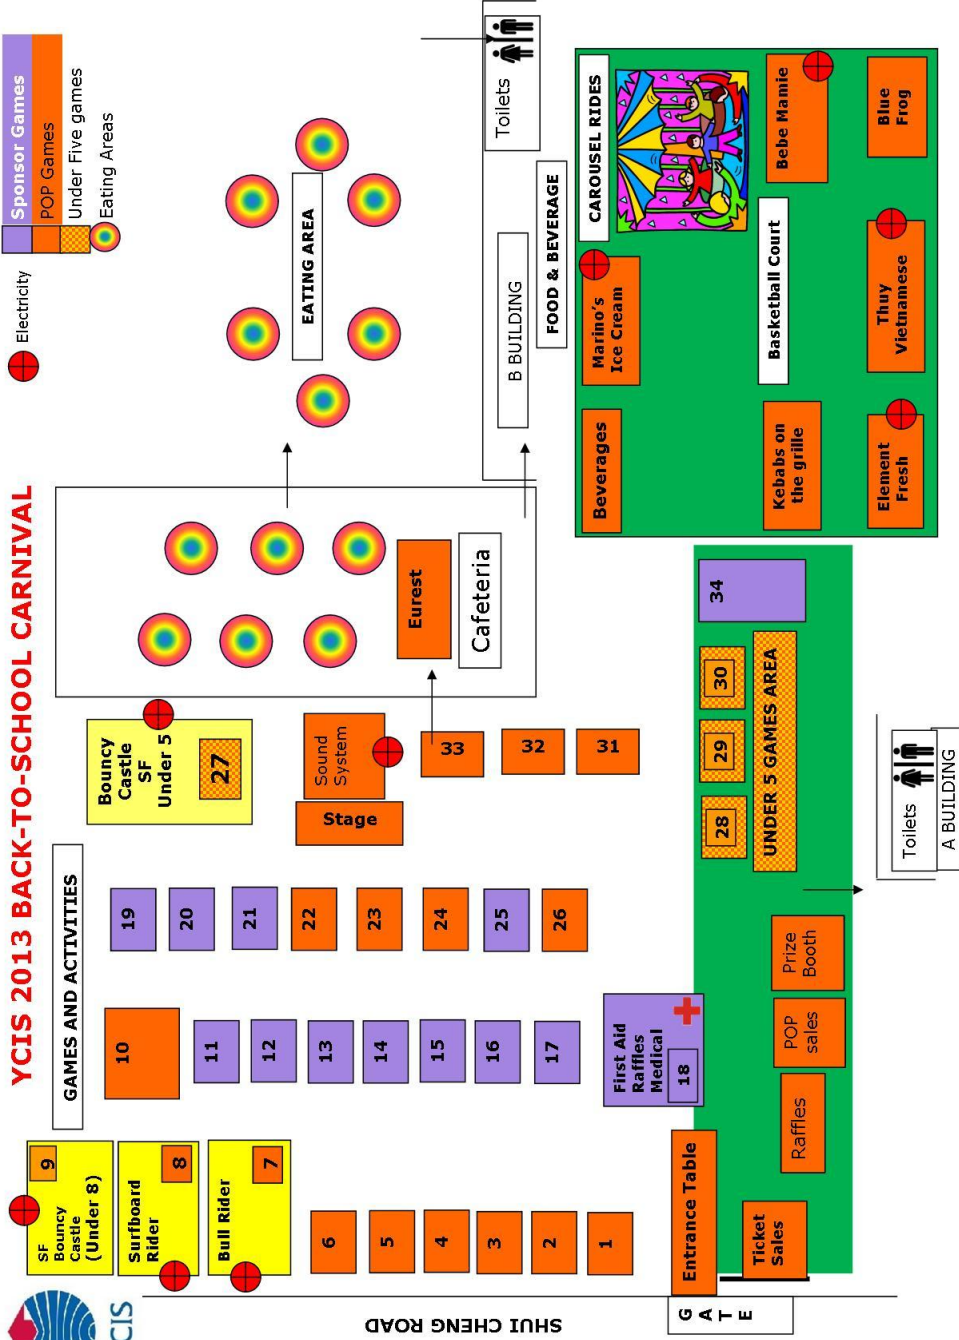 YCIS 2013 BACK-TO-SCHOOL CARNIVAL
CIS
Electricity
Sponsor Games
POP Games
Under Five games
Eating Areas
GAMES AND ACTIVITIES
9
SF
Bouncy
Castle
(Under 8)
Surfboard
Rider
8
Bull Rider
7
6
5
4
3
2
1
10
11
12
13
14
15
16
17
First Aid
Raffles
Medical
18
19
20
21
22
23
24
25
26
Bouncy
Castle
SF
Under 5
27
Sound
System
Stage
33
32
31
Eurest
Cafeteria
EATING AREA
Toilets
B BUILDING
FOOD & BEVERAGE
CAROUSEL RIDES
Marino's
Ice Cream
Beverages
Bebe Mamie
Basketball Court
Kebabs on
the grille
Blue
Frog
Thuy
Vietnamese
Element
Fresh
34
30
29
28
UNDER 5 GAMES AREA
Toilets
A BUILDING
Prize
Booth
POP
sales
Raffles
Ticket
Sales
Entrance Table
GATE
SHUI CHENG ROAD